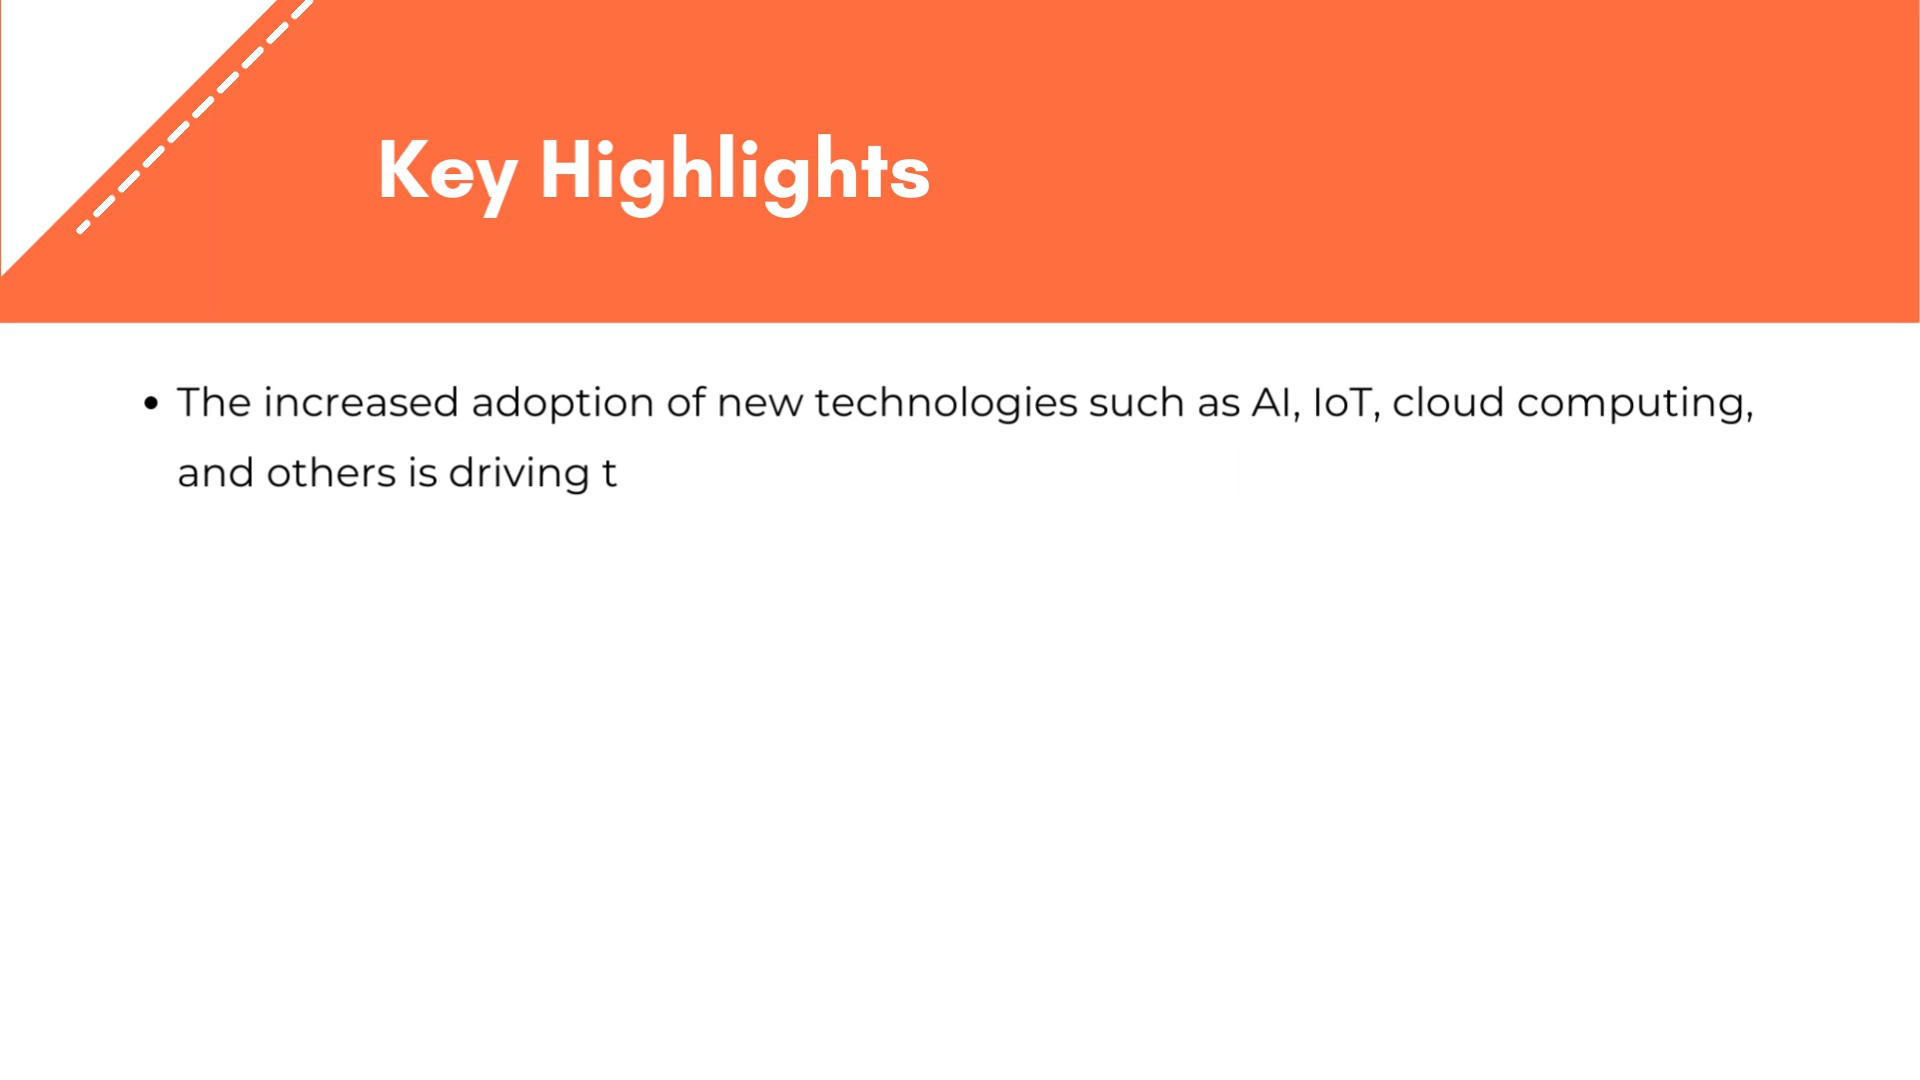 Key Highlights
• The increased adoption of new technologies such as AI, IoT, cloud computing,
and others is driving t